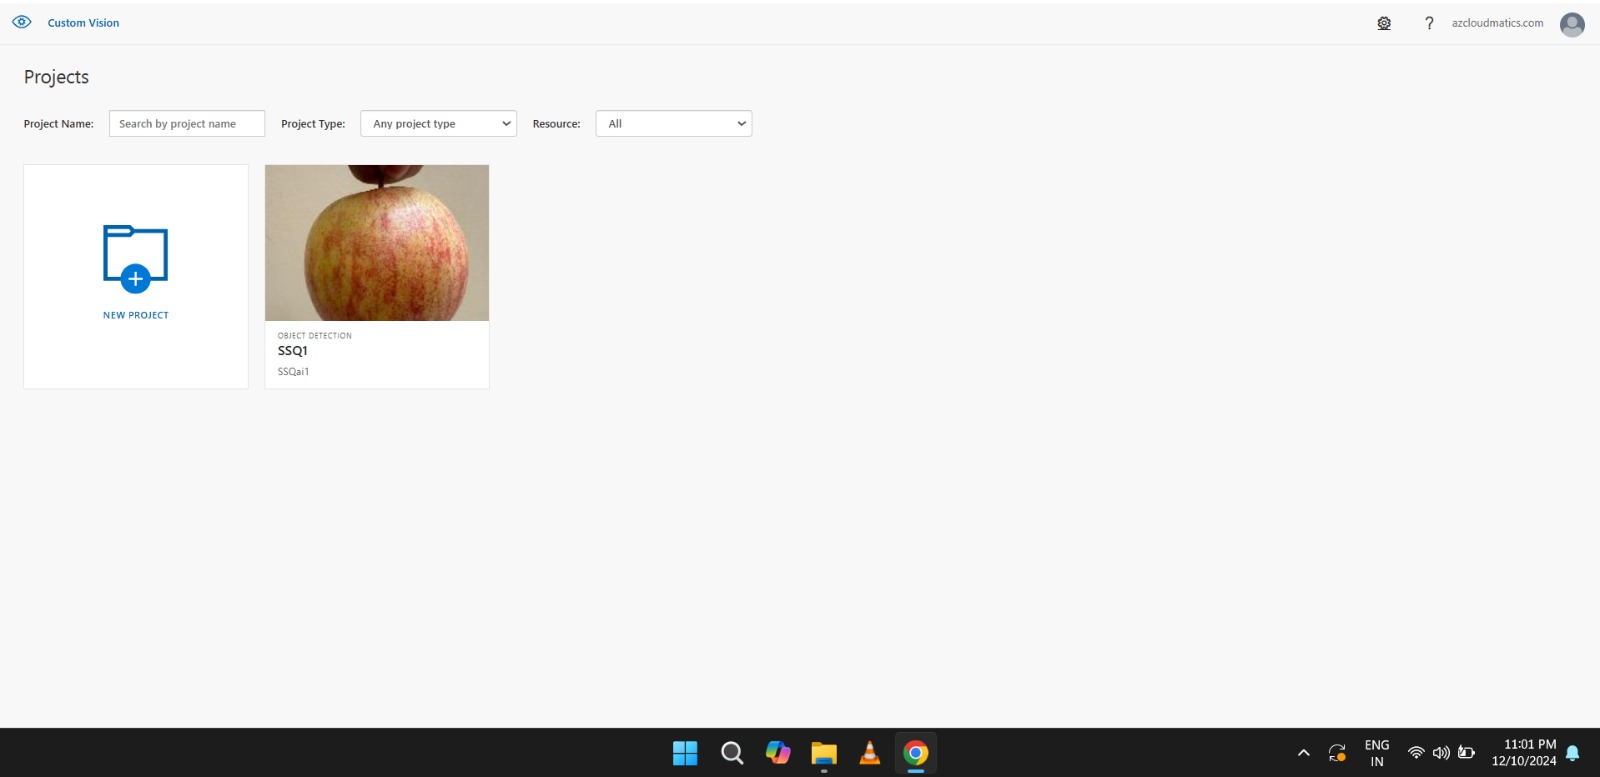 Custom Vision
? azcloudmatics.com
Projects
Project Name: Search by project name Project Type: Any project type Resource: All
NEW PROJECT
OBJECT DETECTION
SSQ1
SSQai1
ENG
IN
11:01 PM
12/10/2024